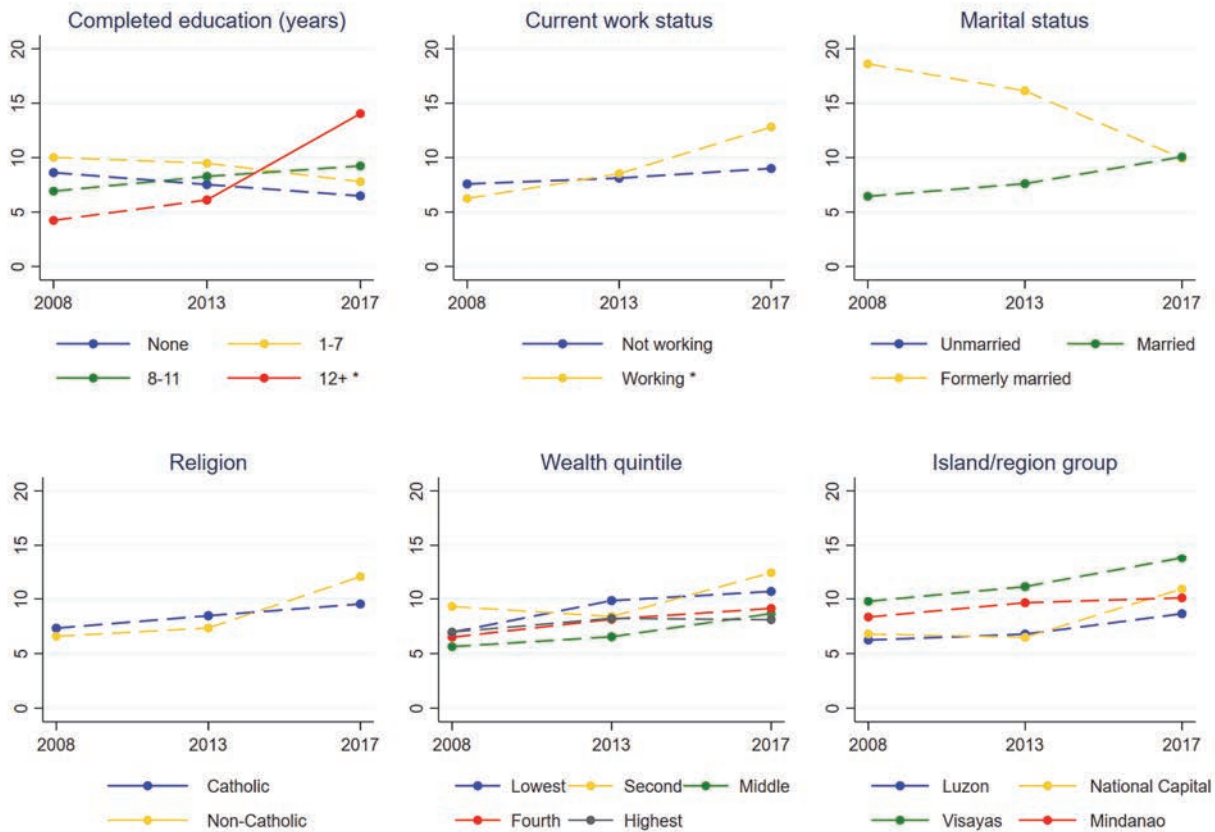 Completed education (years)
20
15
10
5
0
2008 2013 2017
None 1-7
8-11 12+ *
Current work status
20
15
10
5
0
2008 2013 2017
Not working
Working *
Marital status
20
15
10
5
0
2008 2013 2017
Unmarried Married
Formerly married
Religion
20
15
10
5
0
2008 2013 2017
Catholic
Non-Catholic
Wealth quintile
20
15
10
5
0
2008 2013 2017
Lowest Second Middle
Fourth Highest
Island/region group
20
15
10
5
0
2008 2013 2017
Luzon National Capital
Visayas Mindanao